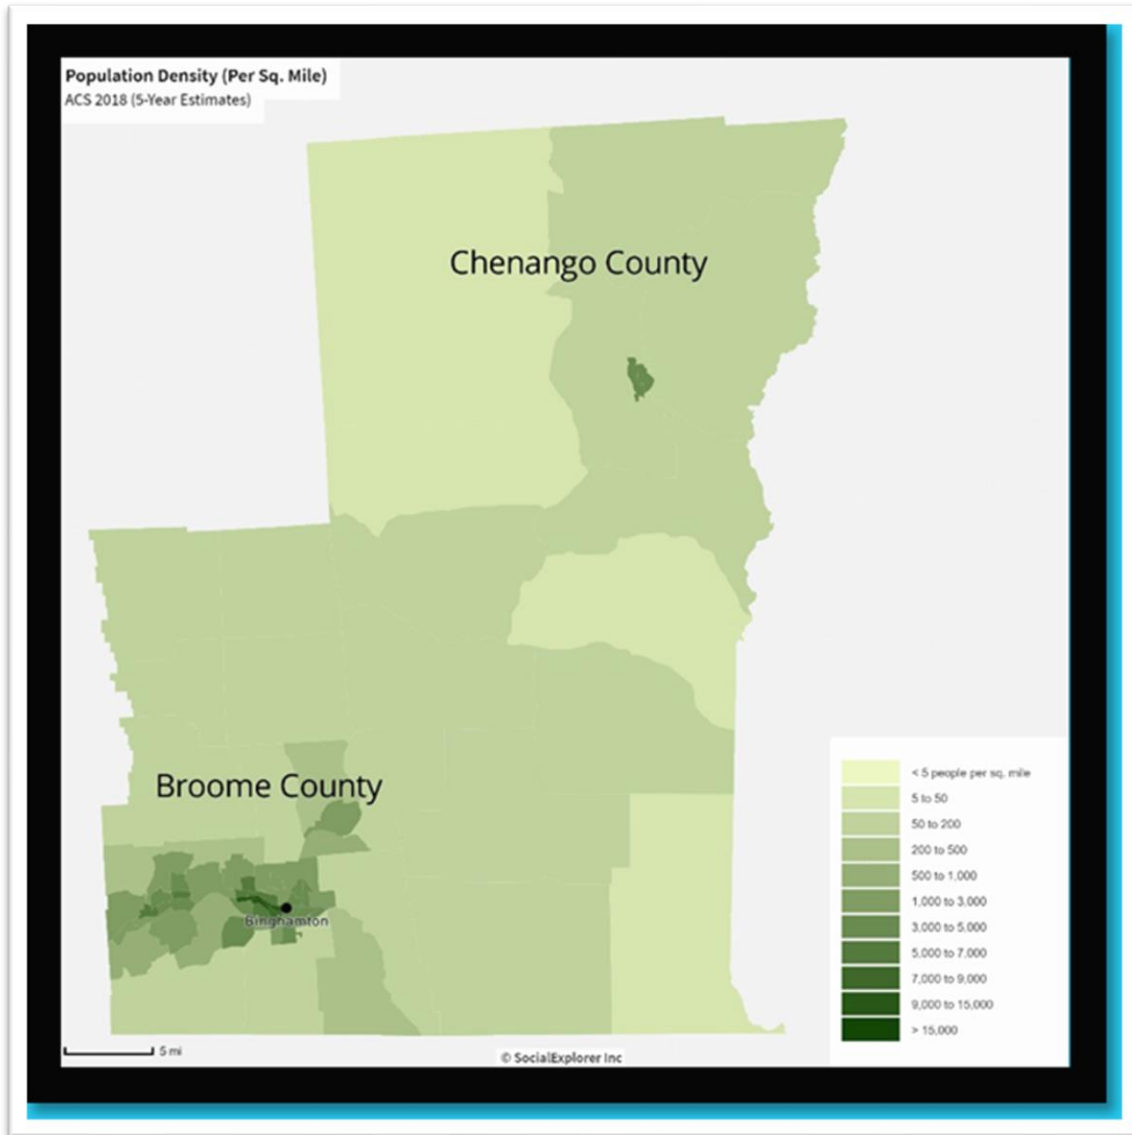 Population Density (Per Sq. Mile)
ACS 2018 (5-Year Estimates)
Chenango County
Broome County
Binghamton
< 5 people per sq. mile
5 to 50
50 to 200
200 to 500
500 to 1,000
1,000 to 3,000
3,000 to 5,000
5,000 to 7,000
7,000 to 9,000
9,000 to 15,000
> 15,000
5 mi
© SocialExplorer Inc